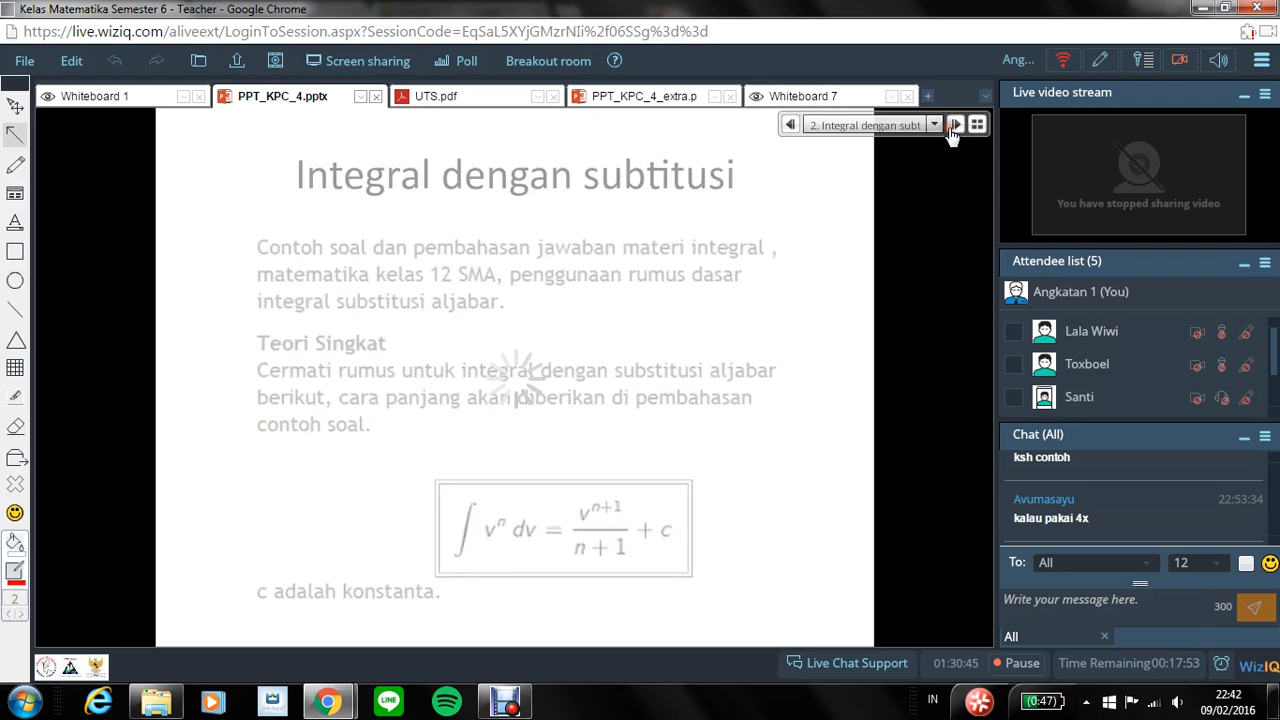 Kelas Matematika Semester 6 - Teacher - Google Chrome
https://live.wiziq.com/aliveext/LoginToSession.aspx?SessionCode=EqSaL5XYjGMzrNIi%2f06SSg%3d%3d
File Edit Screen sharing Poll Breakout room Ang...
Whiteboard 1 PPT_KPC_4.pptx UTS.pdf PPT_KPC_4_extra.p Whiteboard 7
2. Integral dengan subt
Integral dengan subtitusi
Contoh soal dan pembahasan jawaban materi integral ,
matematika kelas 12 SMA, penggunaan rumus dasar
integral substitusi aljabar.
Teori Singkat
Cermati rumus untuk integral dengan substitusi aljabar
berikut, cara panjang akan diberikan di pembahasan
contoh soal.
∫ vⁿ dv = vⁿ⁺¹ / (n + 1) + c
c adalah konstanta.
Live video stream
You have stopped sharing video
Attendee list (5)
Angkatan 1 (You)
Lala Wiwi
Toxboel
Santi
Chat (All)
ksh contoh
Avumasayu 22:53:34
kalau pakai 4x
To: All 12
Write your message here. 300
All
2
Live Chat Support 01:30:45 Pause Time Remaining 00:17:53 WizIQ
IN (0:47) 22:42
09/02/2016